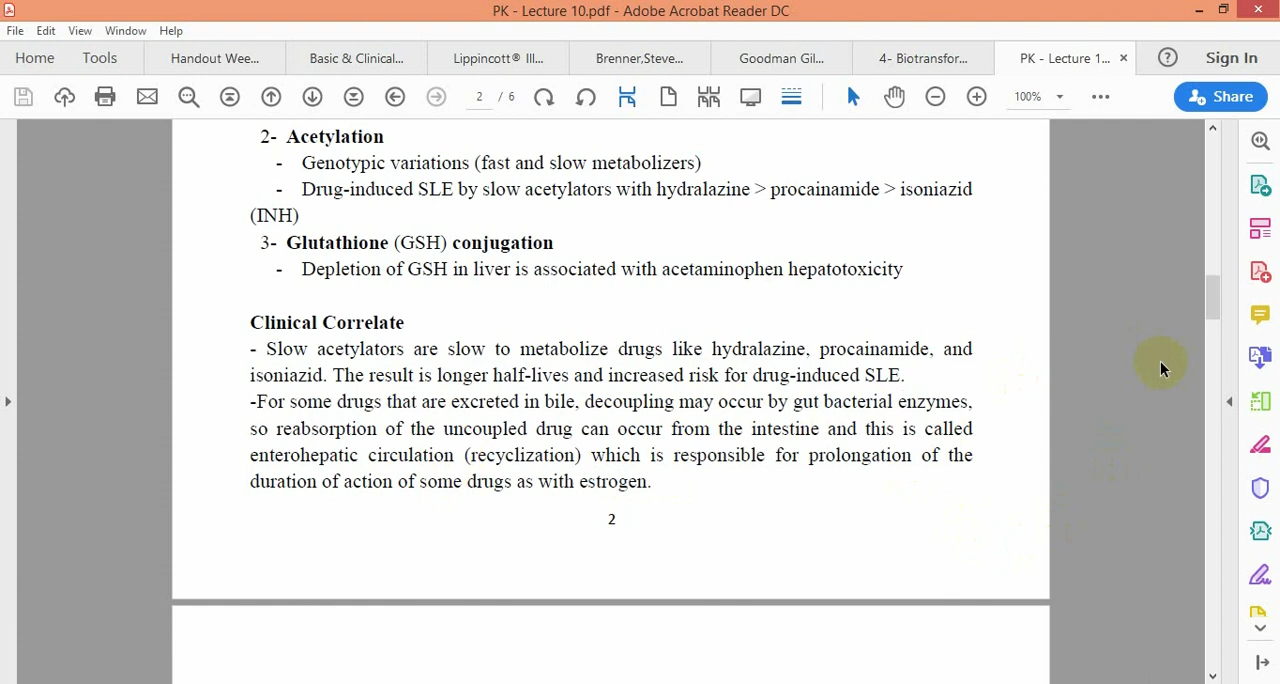 PK - Lecture 10.pdf - Adobe Acrobat Reader DC
File Edit View Window Help
Home Tools Handout Wee... Basic & Clinical... Lippincott® Ill... Brenner,Steve... Goodman Gil... 4- Biotransfor... PK - Lecture 1... × ? Sign In
2 / 6 100% Share
2- Acetylation
- Genotypic variations (fast and slow metabolizers)
- Drug-induced SLE by slow acetylators with hydralazine > procainamide > isoniazid
(INH)
3- Glutathione (GSH) conjugation
- Depletion of GSH in liver is associated with acetaminophen hepatotoxicity
Clinical Correlate
- Slow acetylators are slow to metabolize drugs like hydralazine, procainamide, and
isoniazid. The result is longer half-lives and increased risk for drug-induced SLE.
-For some drugs that are excreted in bile, decoupling may occur by gut bacterial enzymes,
so reabsorption of the uncoupled drug can occur from the intestine and this is called
enterohepatic circulation (recyclization) which is responsible for prolongation of the
duration of action of some drugs as with estrogen.
2